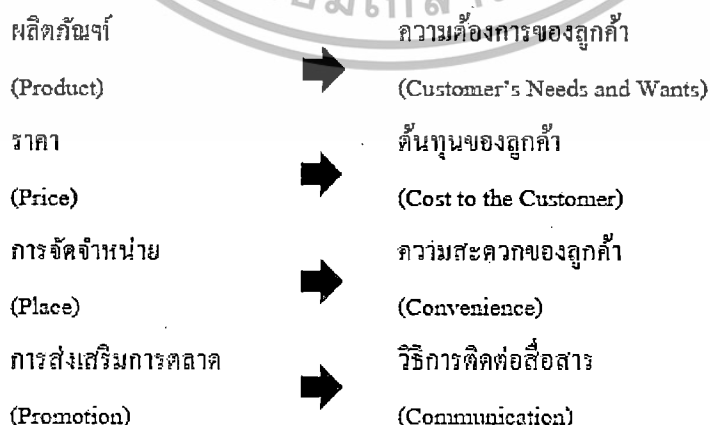 ผลิตภัณฑ์
ความต้องการของลูกค้า
(Product)
(Customer's Needs and Wants)
ราคา
ต้นทุนของลูกค้า
(Price)
(Cost to the Customer)
การจัดจำหน่าย
ความสะดวกของลูกค้า
(Place)
(Convenience)
การส่งเสริมการตลาด
วิธีการติดต่อสื่อสาร
(Promotion)
(Communication)